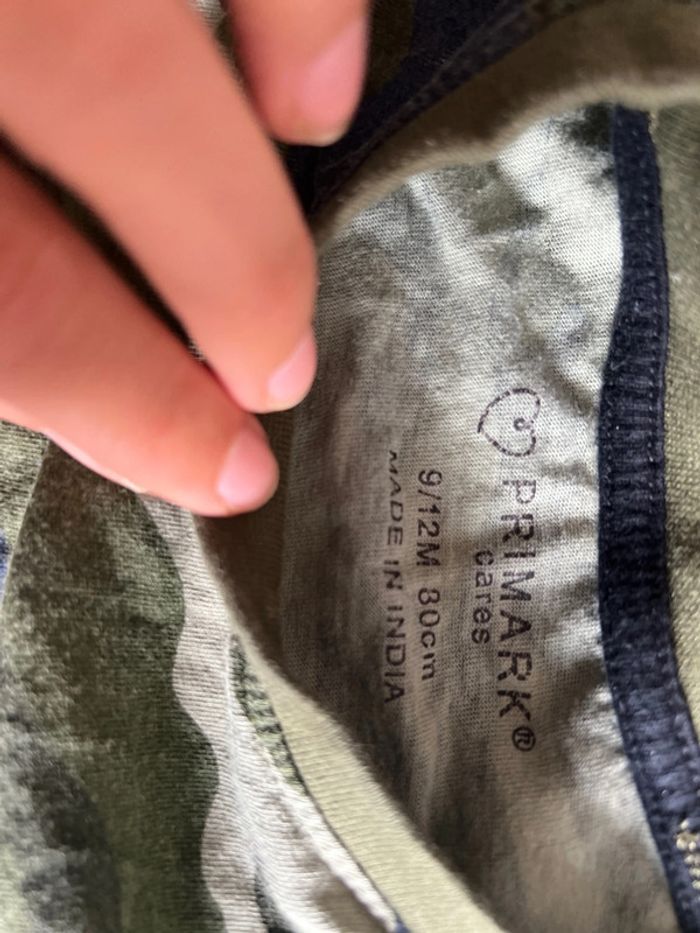 PRIMARK®
cares
9/12M 80cm
MADE IN INDIA